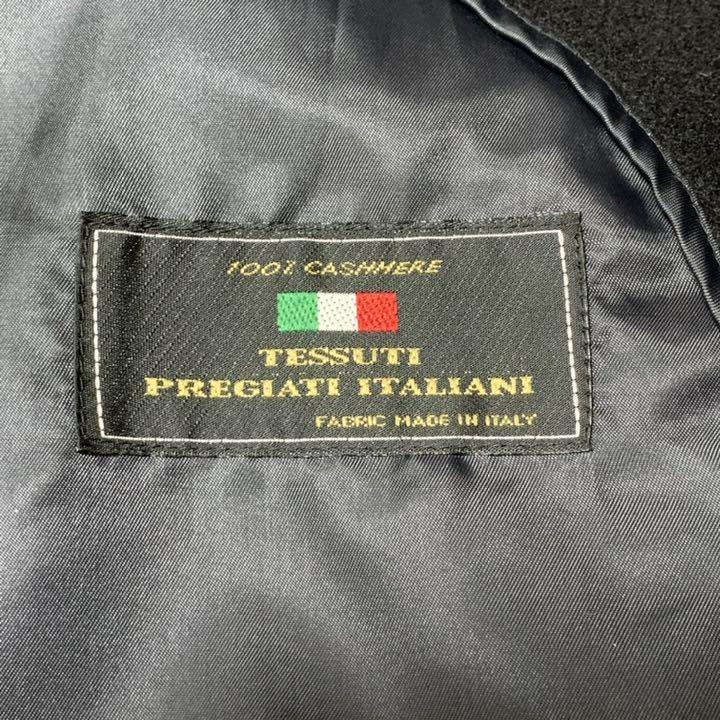 100% CASHMERE
TESSUTI
PREGIATI ITALIANI
FABRIC MADE IN ITALY